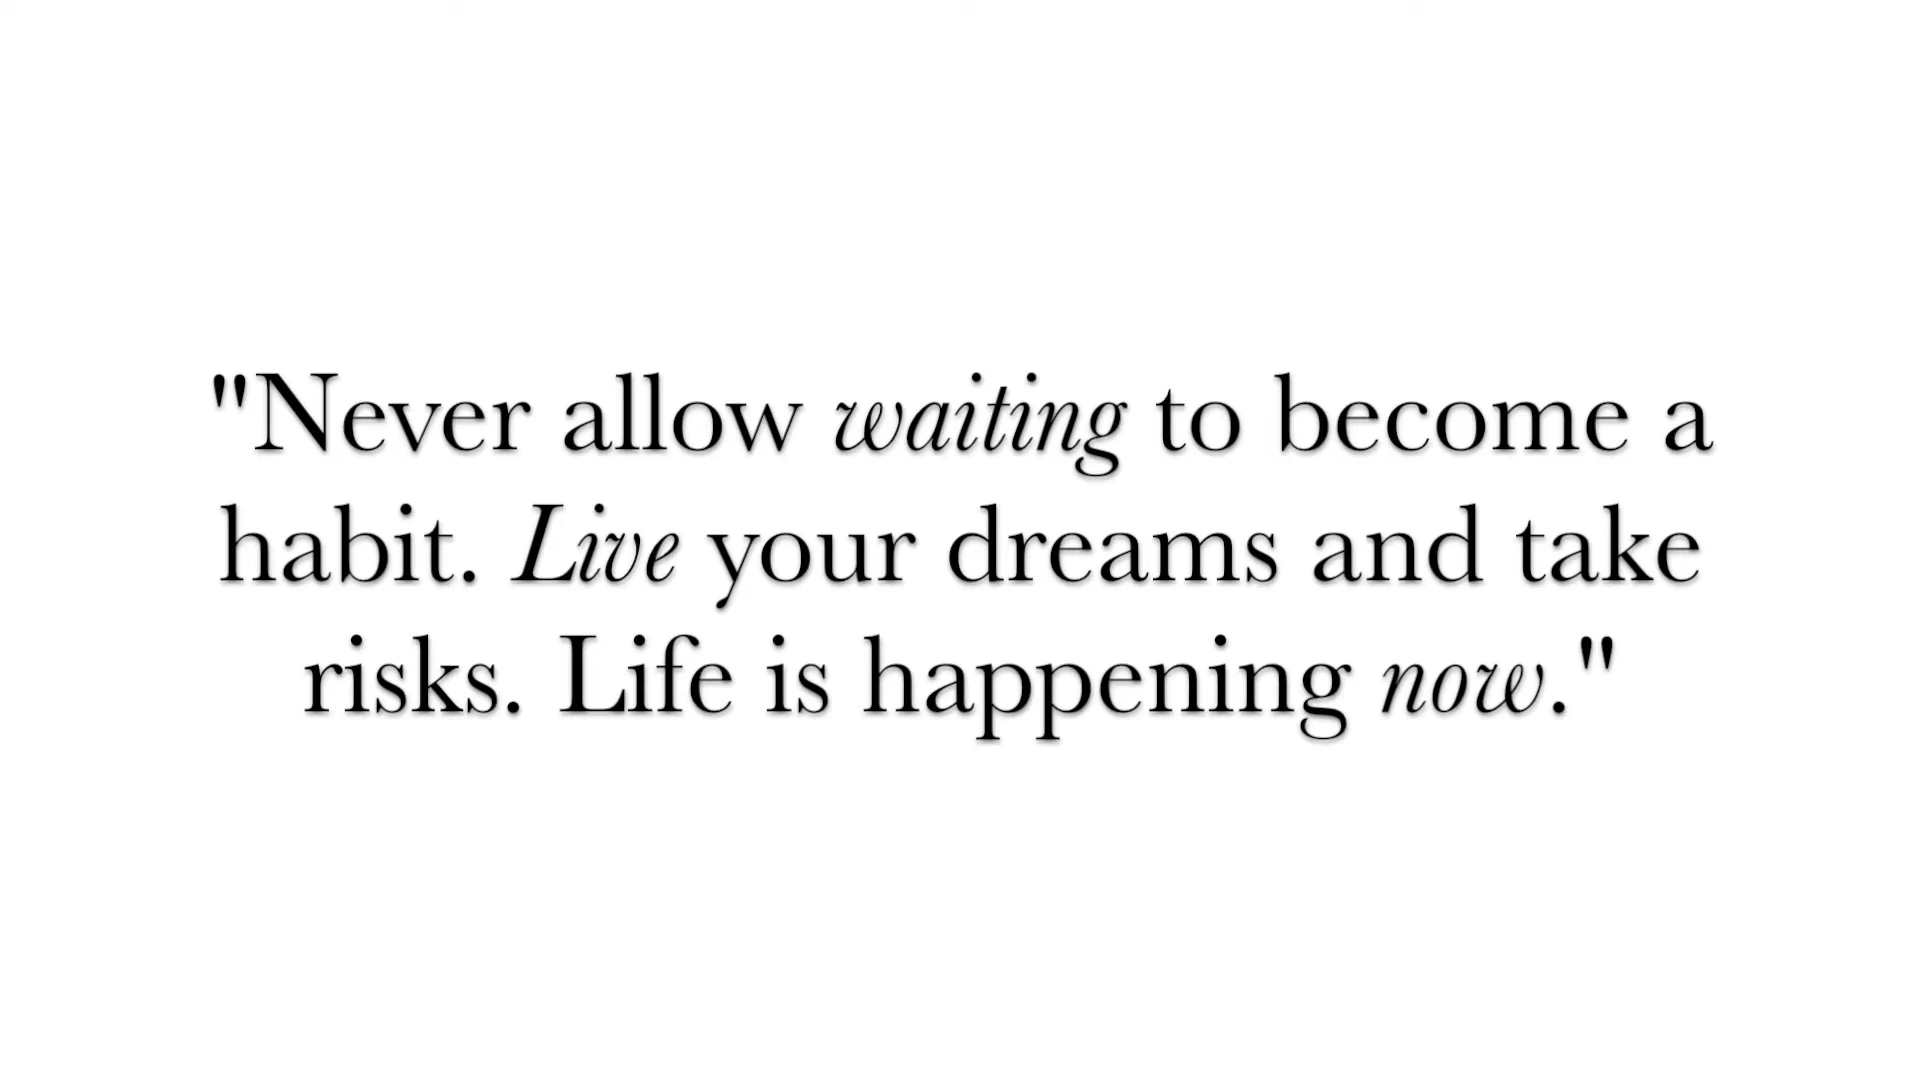 "Never allow waiting to become a
habit. Live your dreams and take
risks. Life is happening now."